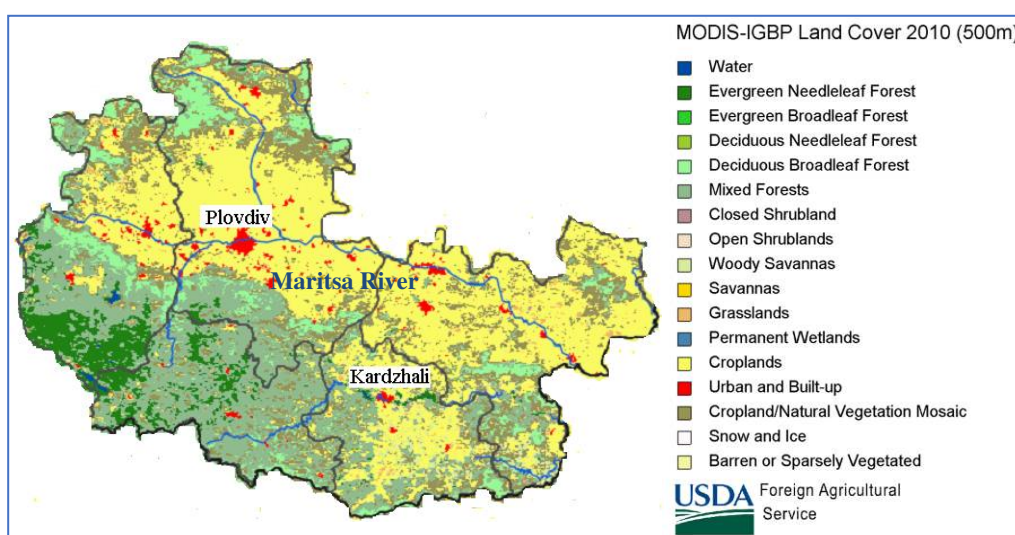 MODIS-IGBP Land Cover 2010 (500m)
Water
Evergreen Needleleaf Forest
Evergreen Broadleaf Forest
Deciduous Needleleaf Forest
Deciduous Broadleaf Forest
Mixed Forests
Closed Shrubland
Open Shrublands
Woody Savannas
Savannas
Grasslands
Permanent Wetlands
Croplands
Urban and Built-up
Cropland/Natural Vegetation Mosaic
Snow and Ice
Barren or Sparsely Vegetated
USDA
Foreign Agricultural
Service
Plovdiv
Maritsa River
Kardzhali